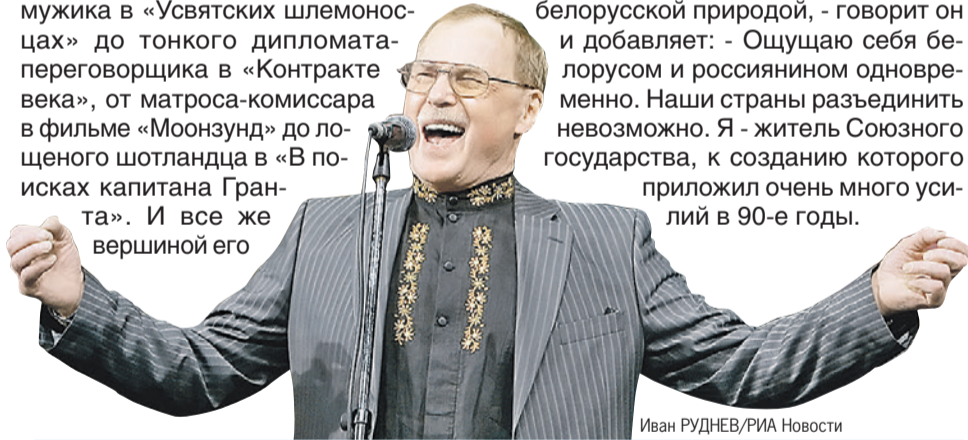 мужика в «Усвятских шлемонос-
цах» до тонкого дипломата-
переговорщика в «Контракте
века», от матроса-комиссара
в фильме «Моонзунд» до ло-
щеного шотландца в «В по-
исках капитана Гран-
та». И все же
вершиной его
белорусской природой, - говорит он
и добавляет: - Ощущаю себя бе-
лорусом и россиянином одновре-
менно. Наши страны разъединить
невозможно. Я - житель Союзного
государства, к созданию которого
приложил очень много уси-
лий в 90-е годы.
Иван РУДНЕВ/РИА Новости